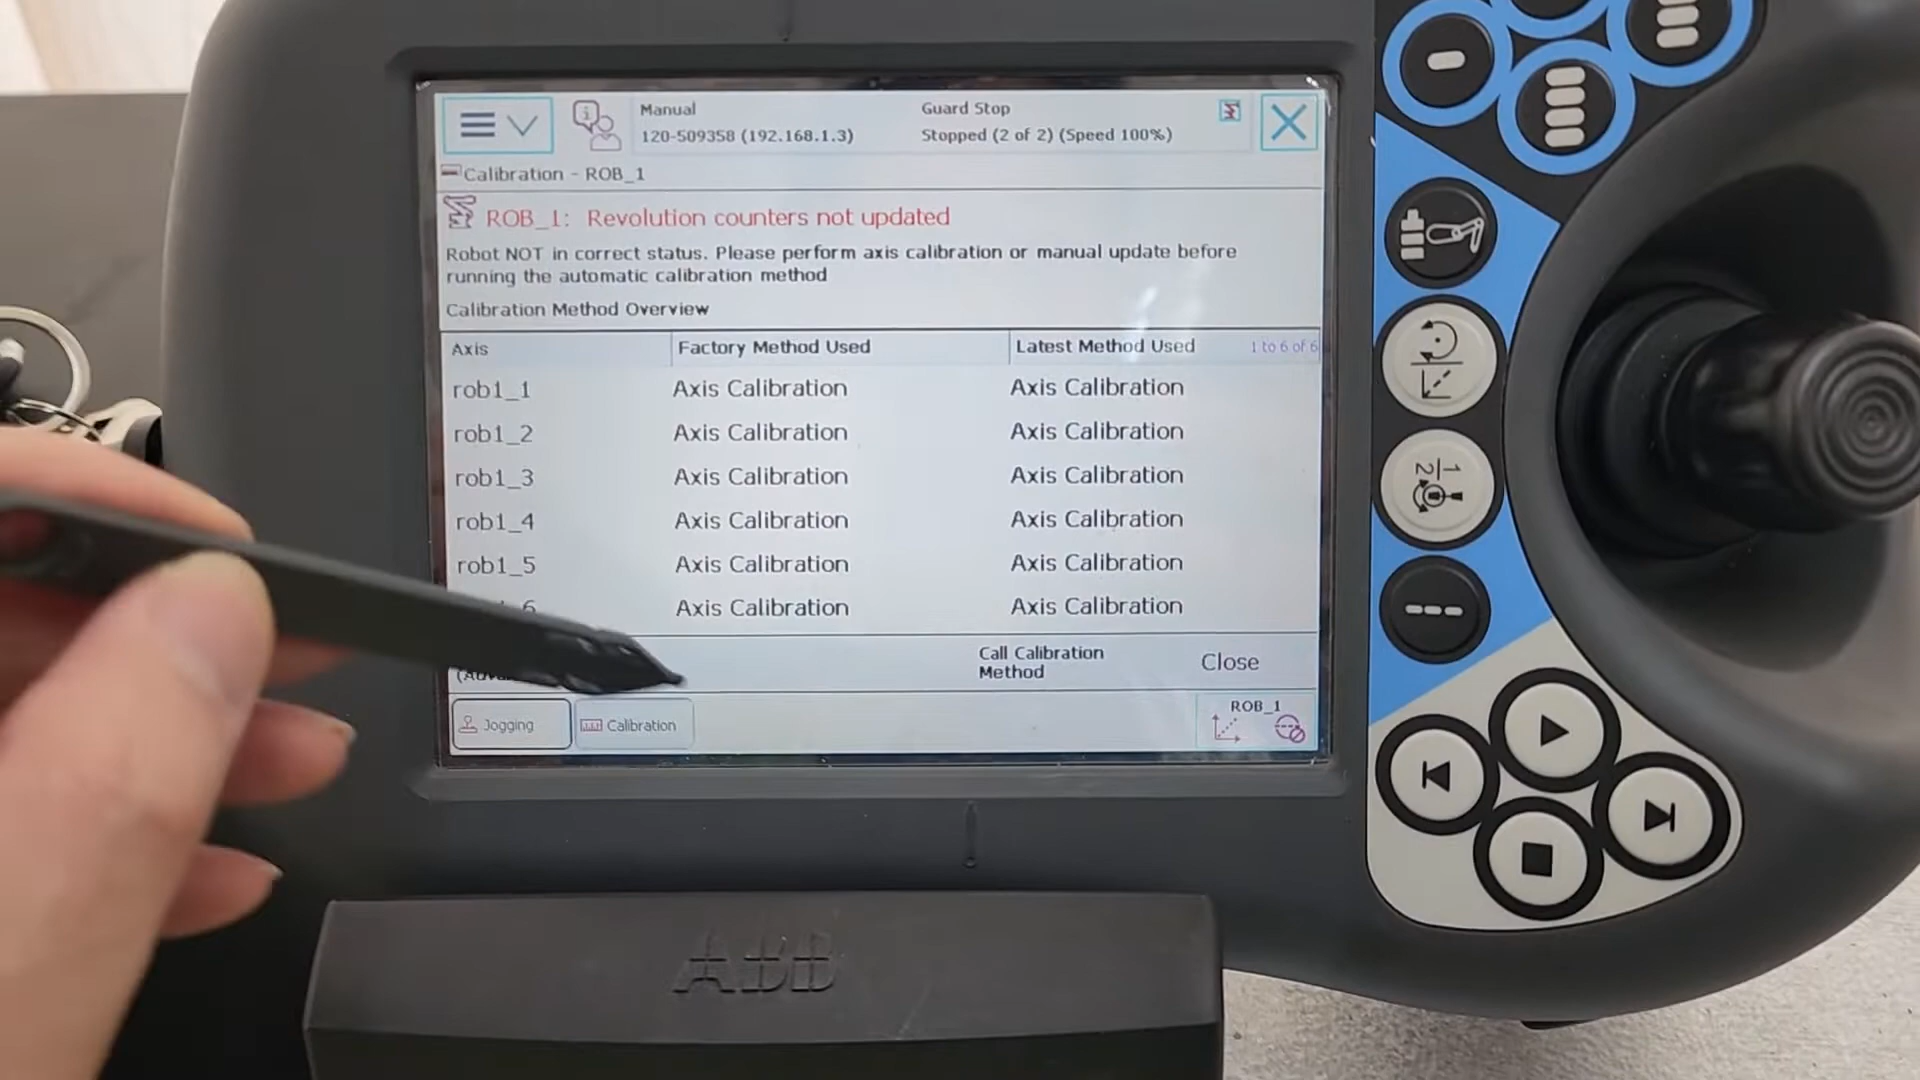 Manual
120-509358 (192.168.1.3)
Guard Stop
Stopped (2 of 2) (Speed 100%)
Calibration - ROB_1
ROB_1: Revolution counters not updated
Robot NOT in correct status. Please perform axis calibration or manual update before
running the automatic calibration method
Calibration Method Overview
Axis Factory Method Used Latest Method Used 1 to 6 of 6
rob1_1 Axis Calibration Axis Calibration
rob1_2 Axis Calibration Axis Calibration
rob1_3 Axis Calibration Axis Calibration
rob1_4 Axis Calibration Axis Calibration
rob1_5 Axis Calibration Axis Calibration
6 Axis Calibration Axis Calibration
Call Calibration
Method
Close
Jogging
Calibration
ROB_1
1
2
ABB